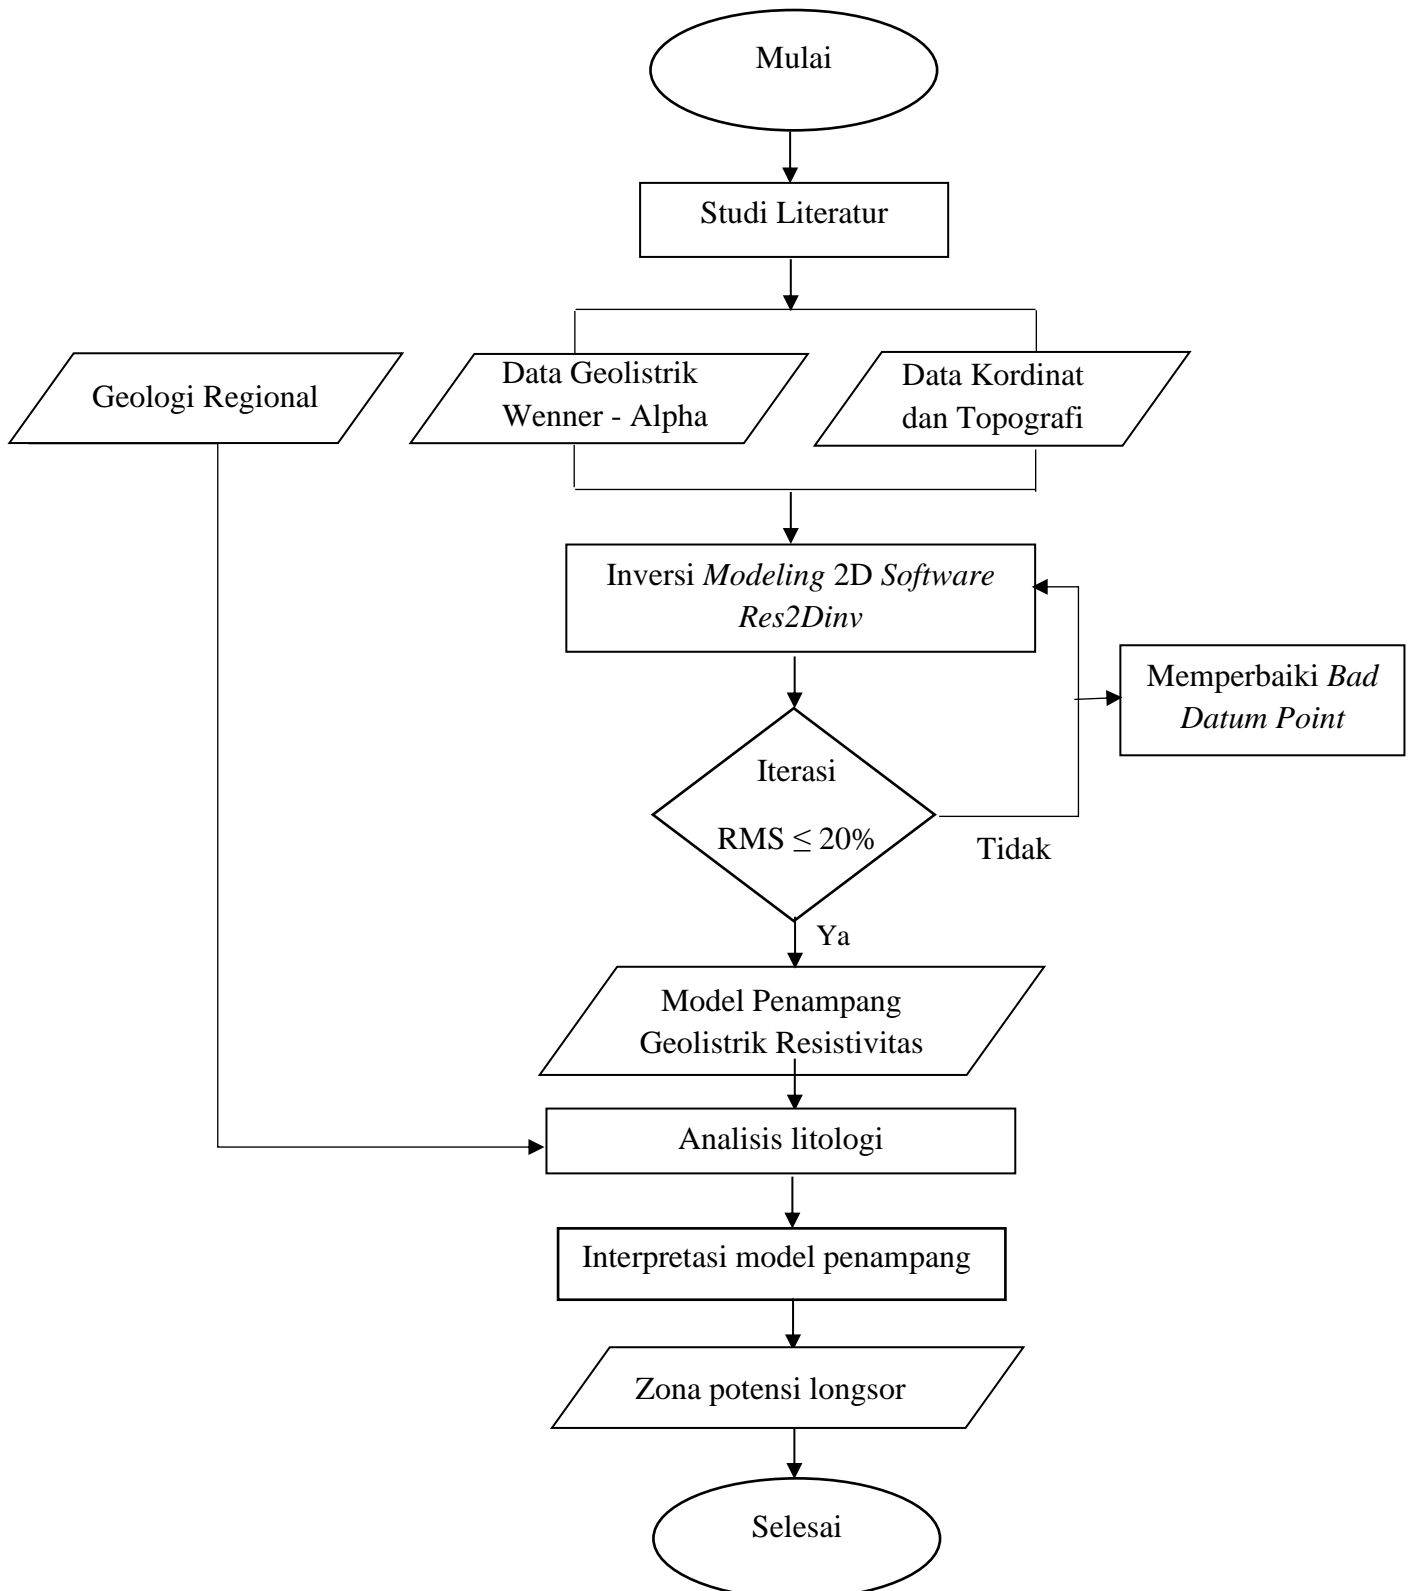 Mulai
Studi Literatur
Geologi Regional
Data Geolistrik
Wenner - Alpha
Data Kordinat
dan Topografi
Inversi Modeling 2D Software
Res2Dinv
Memperbaiki Bad
Datum Point
Iterasi
RMS ≤ 20%
Tidak
Ya
Model Penampang
Geolistrik Resistivitas
Analisis litologi
Interpretasi model penampang
Zona potensi longsor
Selesai